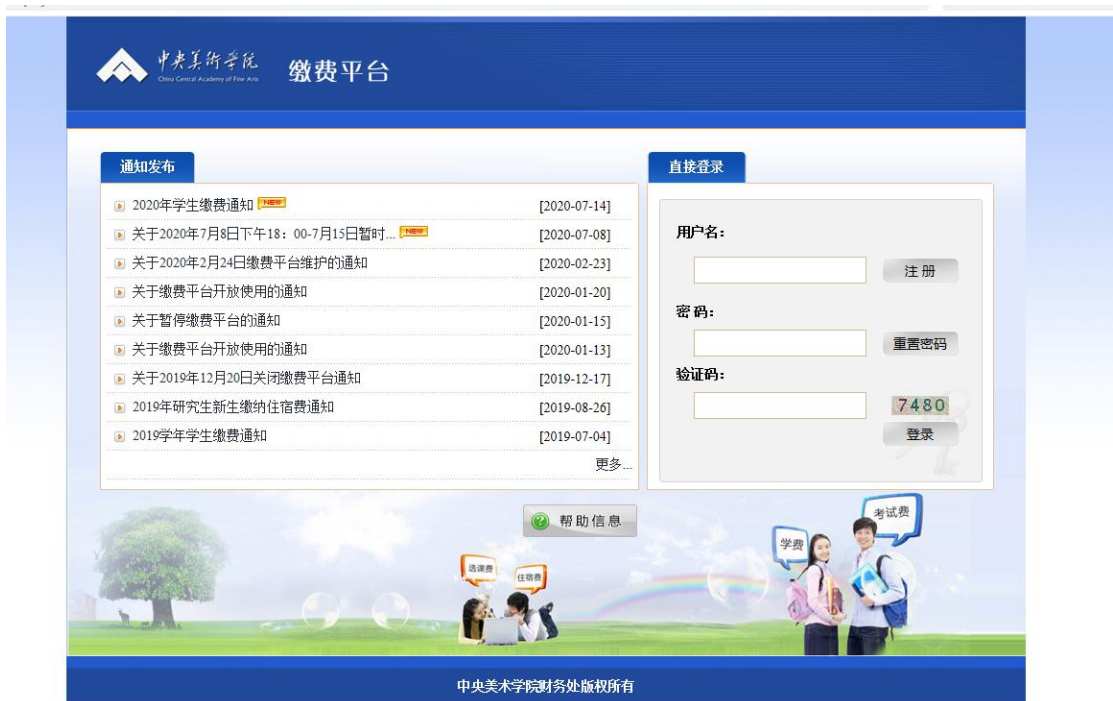 中央美術学院
China Central Academy of Fine Arts
缴费平台
通知发布
2020年学生缴费通知 NEW [2020-07-14]
关于2020年7月8日下午18：00-7月15日暂时... NEW [2020-07-08]
关于2020年2月24日缴费平台维护的通知 [2020-02-23]
关于缴费平台开放使用的通知 [2020-01-20]
关于暂停缴费平台的通知 [2020-01-15]
关于缴费平台开放使用的通知 [2020-01-13]
关于2019年12月20日关闭缴费平台通知 [2019-12-17]
2019年研究生新生缴纳住宿费通知 [2019-08-26]
2019学年学生缴费通知 [2019-07-04]
更多...
直接登录
用户名：
注 册
密 码：
重置密码
验证码：
7480
登录
帮助信息
选课费
住宿费
学费
考试费
中央美术学院财务处版权所有